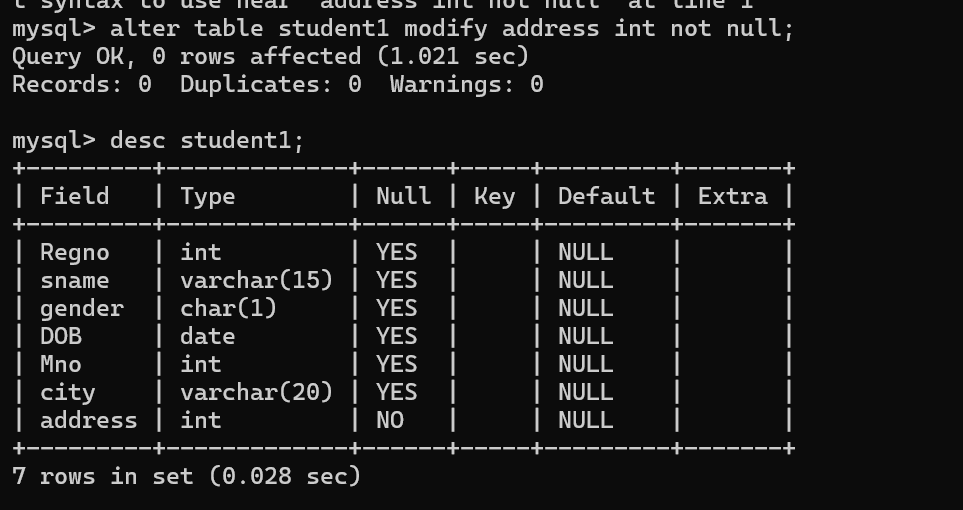 t syntax to use near 'address int not null' at line 1
mysql> alter table student1 modify address int not null;
Query OK, 0 rows affected (1.021 sec)
Records: 0  Duplicates: 0  Warnings: 0
mysql> desc student1;
+----------+-------------+------+-----+---------+-------+
| Field   | Type        | Null | Key | Default | Extra |
+----------+-------------+------+-----+---------+-------+
| Regno   | int         | YES  |     | NULL    |       |
| sname   | varchar(15) | YES  |     | NULL    |       |
| gender  | char(1)     | YES  |     | NULL    |       |
| DOB     | date        | YES  |     | NULL    |       |
| Mno     | int         | YES  |     | NULL    |       |
| city    | varchar(20) | YES  |     | NULL    |       |
| address | int         | NO   |     | NULL    |       |
+----------+-------------+------+-----+---------+-------+
7 rows in set (0.028 sec)